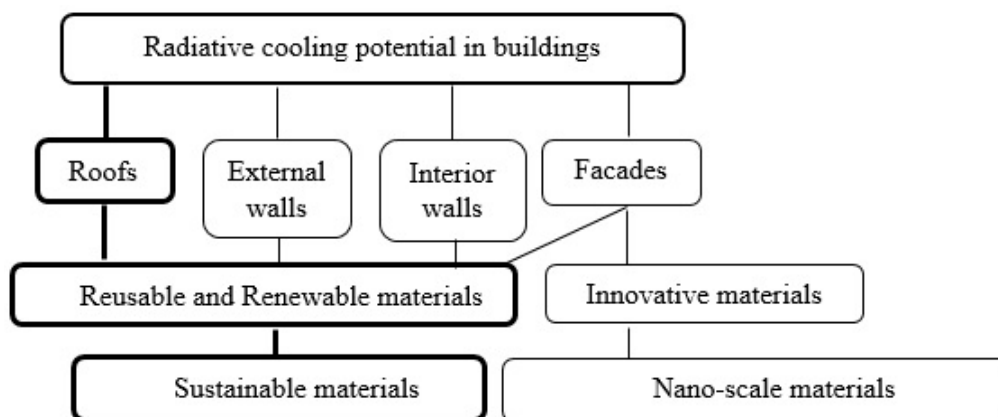 Radiative cooling potential in buildings
Roofs
External
walls
Interior
walls
Facades
Reusable and Renewable materials
Innovative materials
Sustainable materials
Nano-scale materials